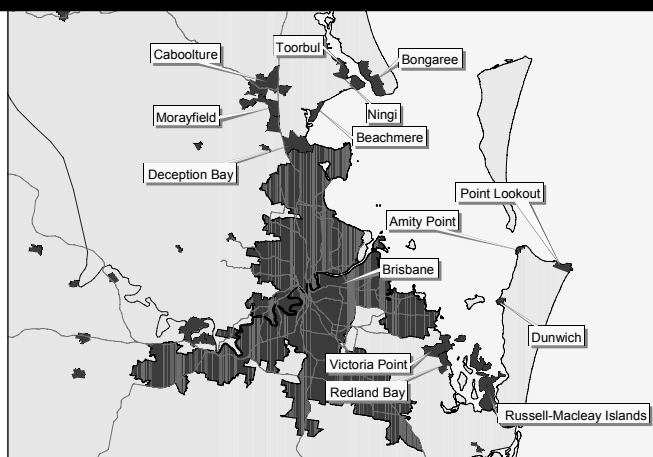 Toorbul
Caboolture
Bongaree
Morayfield
Ningi
Beachmere
Deception Bay
Point Lookout
Amity Point
Brisbane
Dunwich
Victoria Point
Redland Bay
Russell-Macleay Islands